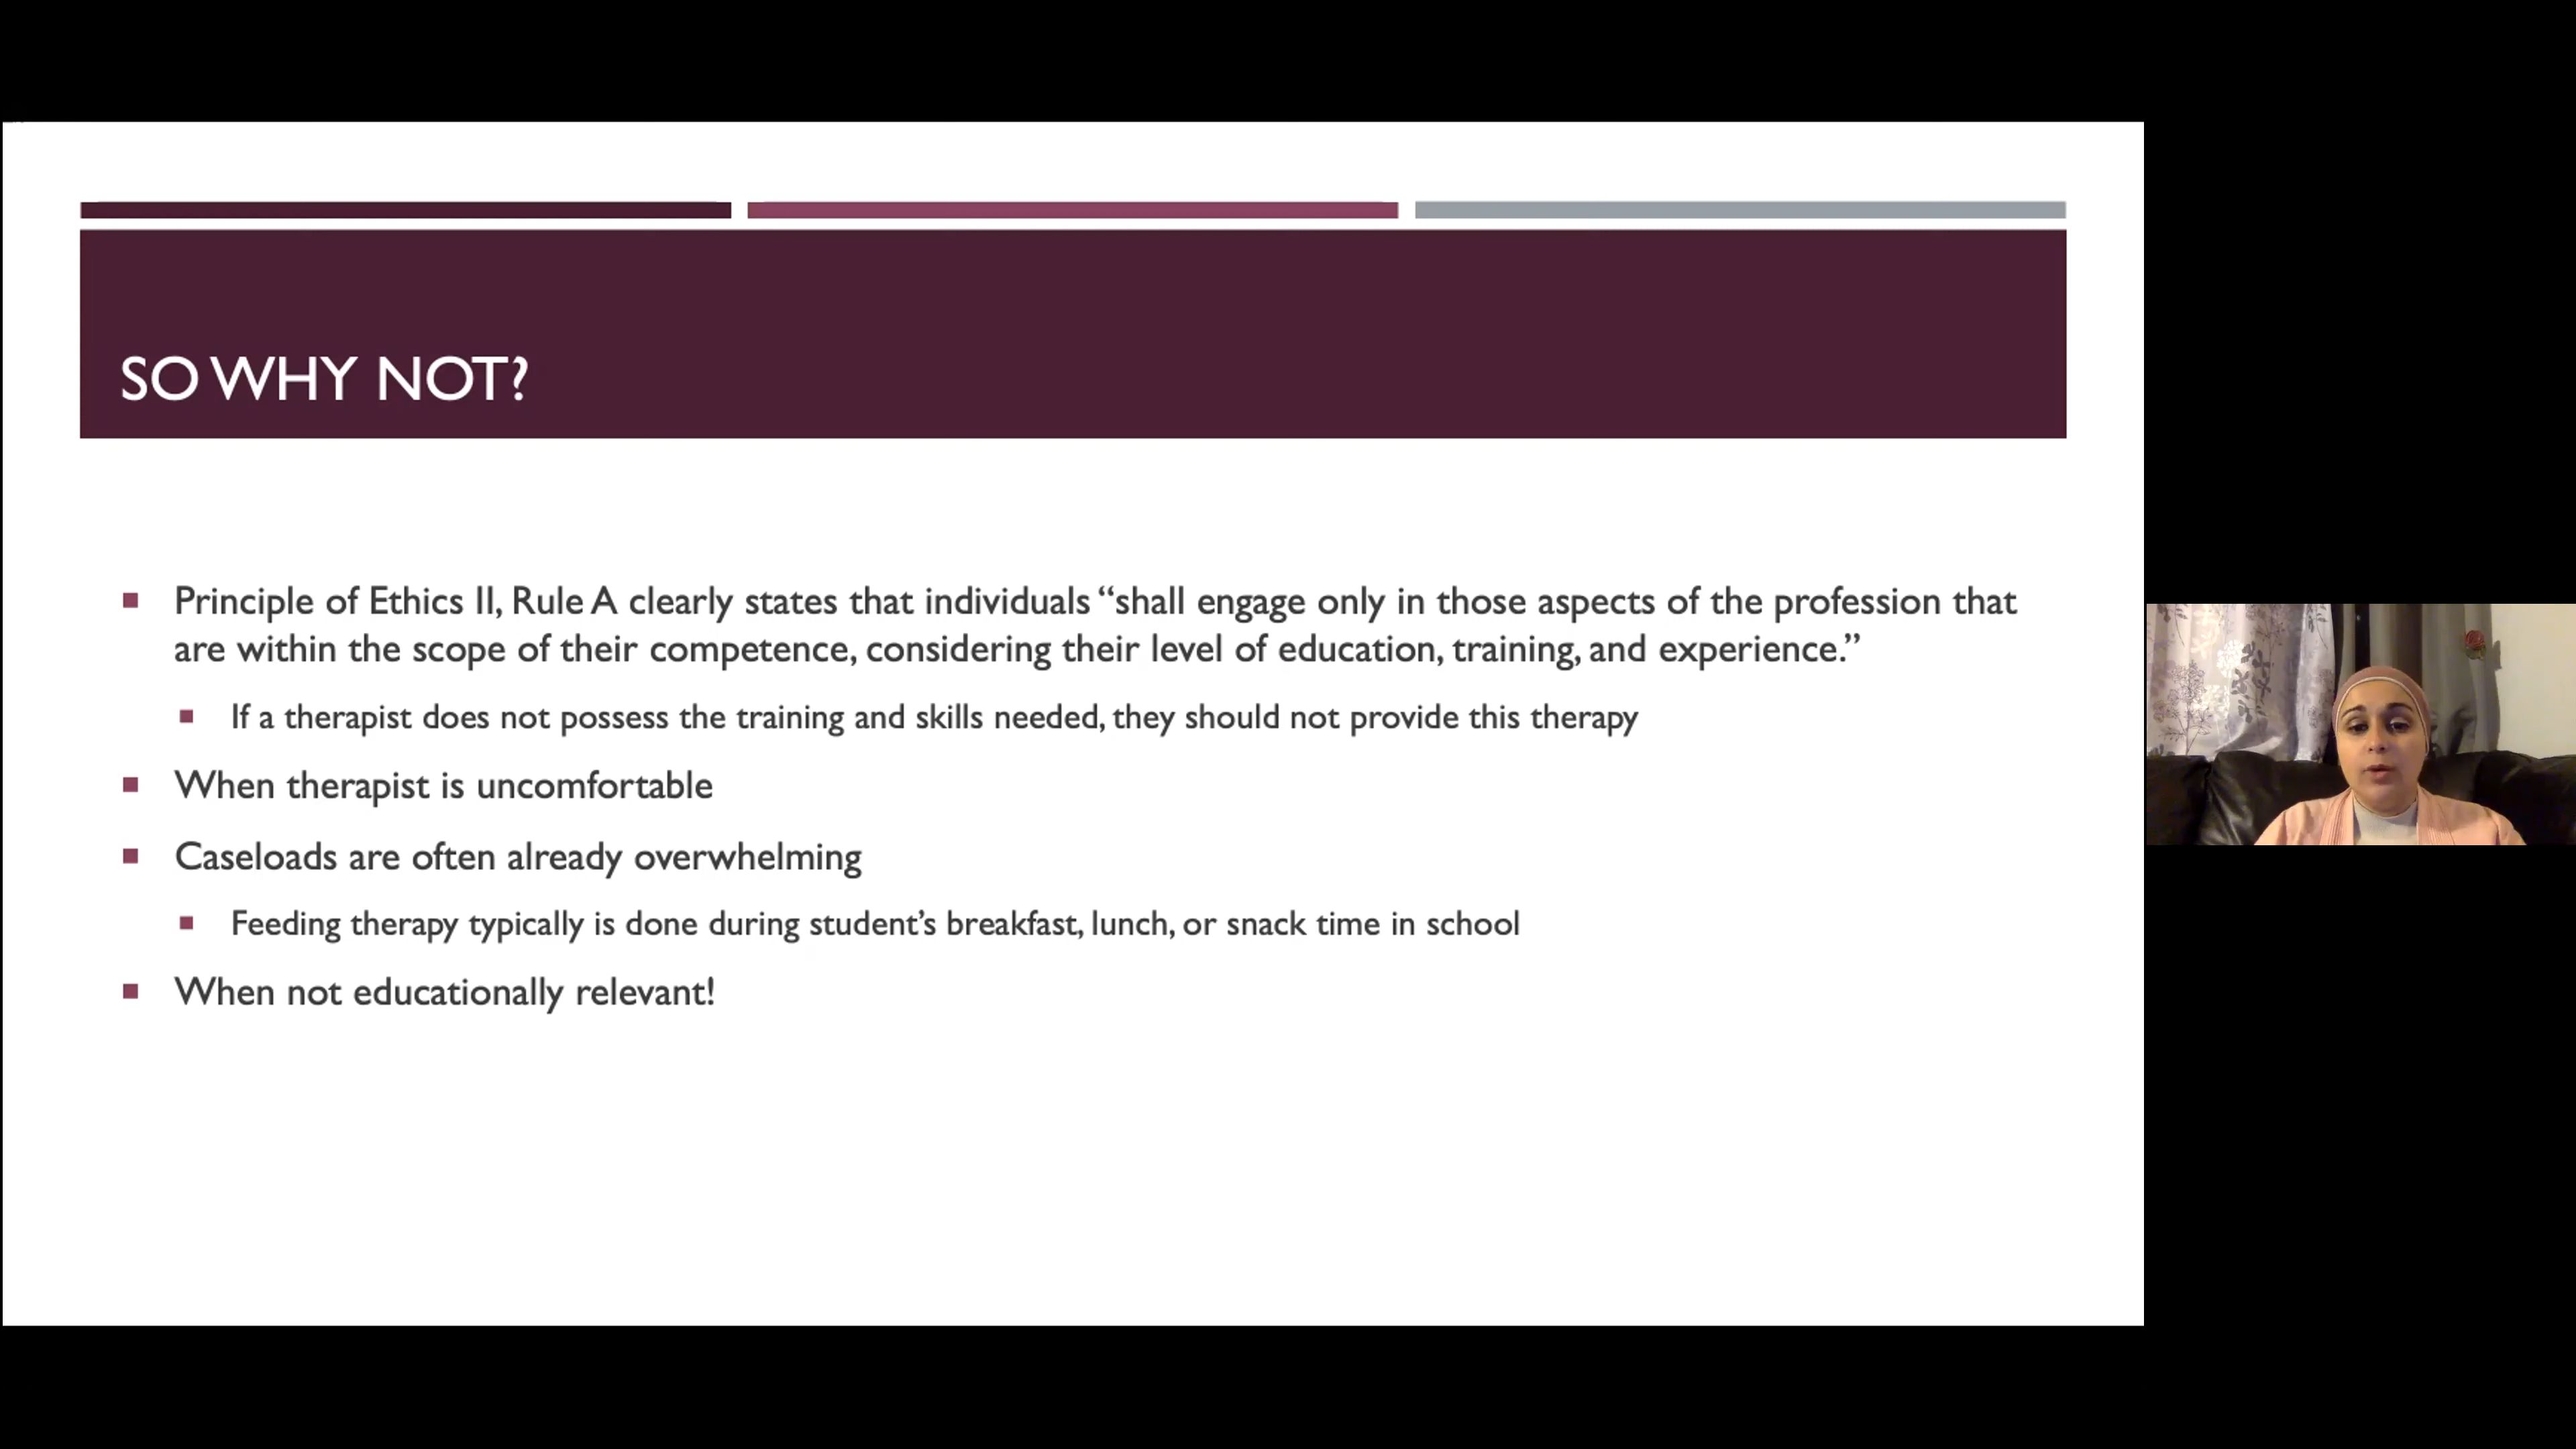 SO WHY NOT?
Principle of Ethics II, Rule A clearly states that individuals “shall engage only in those aspects of the profession that
are within the scope of their competence, considering their level of education, training, and experience.”
If a therapist does not possess the training and skills needed, they should not provide this therapy
When therapist is uncomfortable
Caseloads are often already overwhelming
Feeding therapy typically is done during student’s breakfast, lunch, or snack time in school
When not educationally relevant!